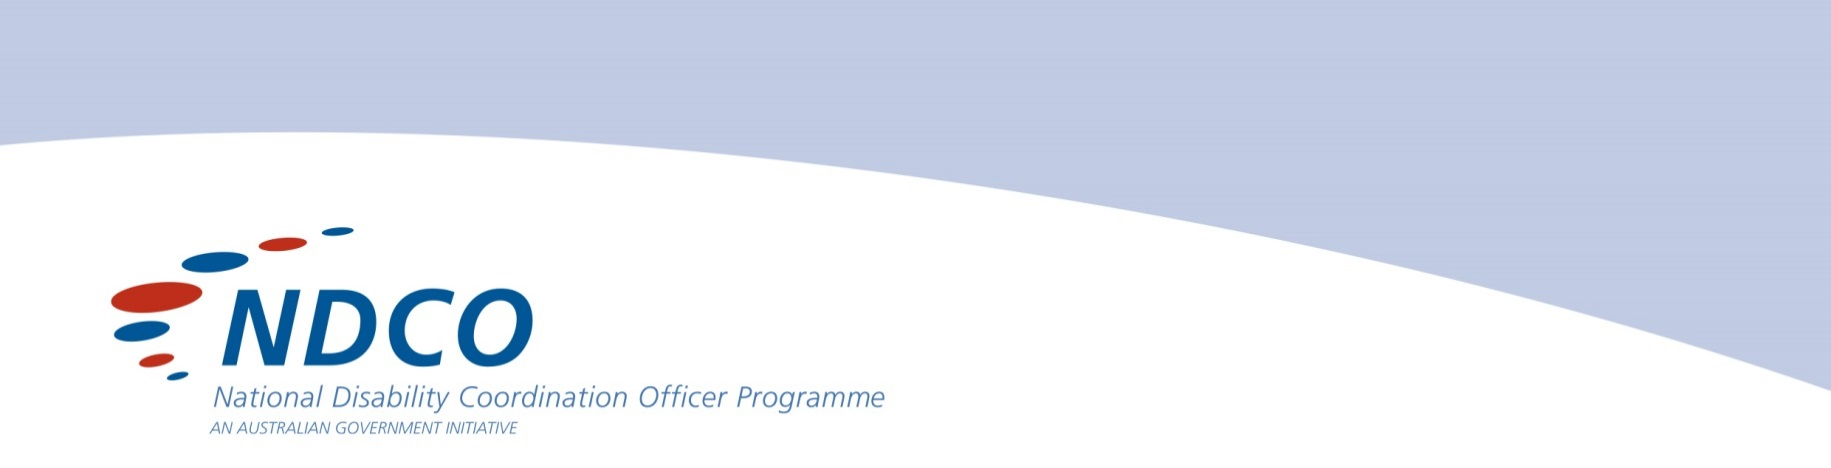 NDCO
National Disability Coordination Officer Programme
AN AUSTRALIAN GOVERNMENT INITIATIVE